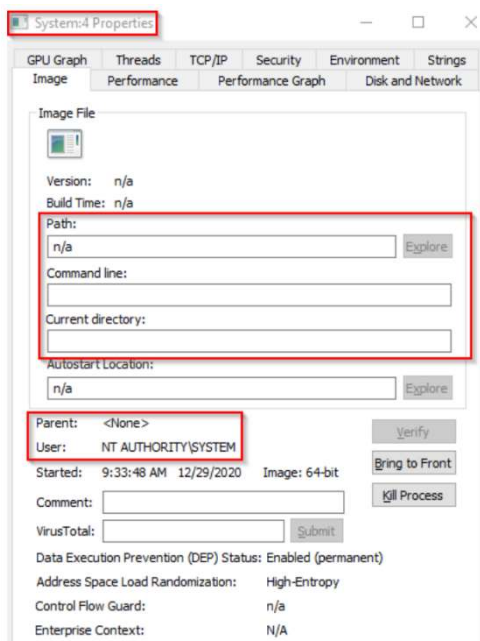 System:4 Properties
GPU Graph Threads TCP/IP Security Environment Strings
Image Performance Performance Graph Disk and Network
Image File
Version: n/a
Build Time: n/a
Path:
n/a Explore
Command line:
Current directory:
Autostart Location:
n/a Explore
Parent: <None> Verify
User: NT AUTHORITY\SYSTEM
Started: 9:33:48 AM 12/29/2020 Image: 64-bit Bring to Front
Comment: Kill Process
VirusTotal: Submit
Data Execution Prevention (DEP) Status: Enabled (permanent)
Address Space Load Randomization: High-Entropy
Control Flow Guard: n/a
Enterprise Context: N/A